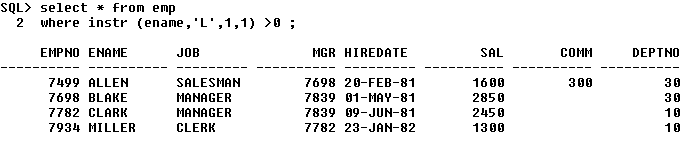 SQL> select * from emp
  2  where instr (ename,'L',1,1) >0 ;
     EMPNO ENAME      JOB              MGR HIREDATE         SAL       COMM     DEPTNO
---------- ---------- --------- ---------- --------- ---------- ---------- ----------
      7499 ALLEN      SALESMAN        7698 20-FEB-81       1600        300         30
      7698 BLAKE      MANAGER         7839 01-MAY-81       2850                    30
      7782 CLARK      MANAGER         7839 09-JUN-81       2450                    10
      7934 MILLER     CLERK           7782 23-JAN-82       1300                    10